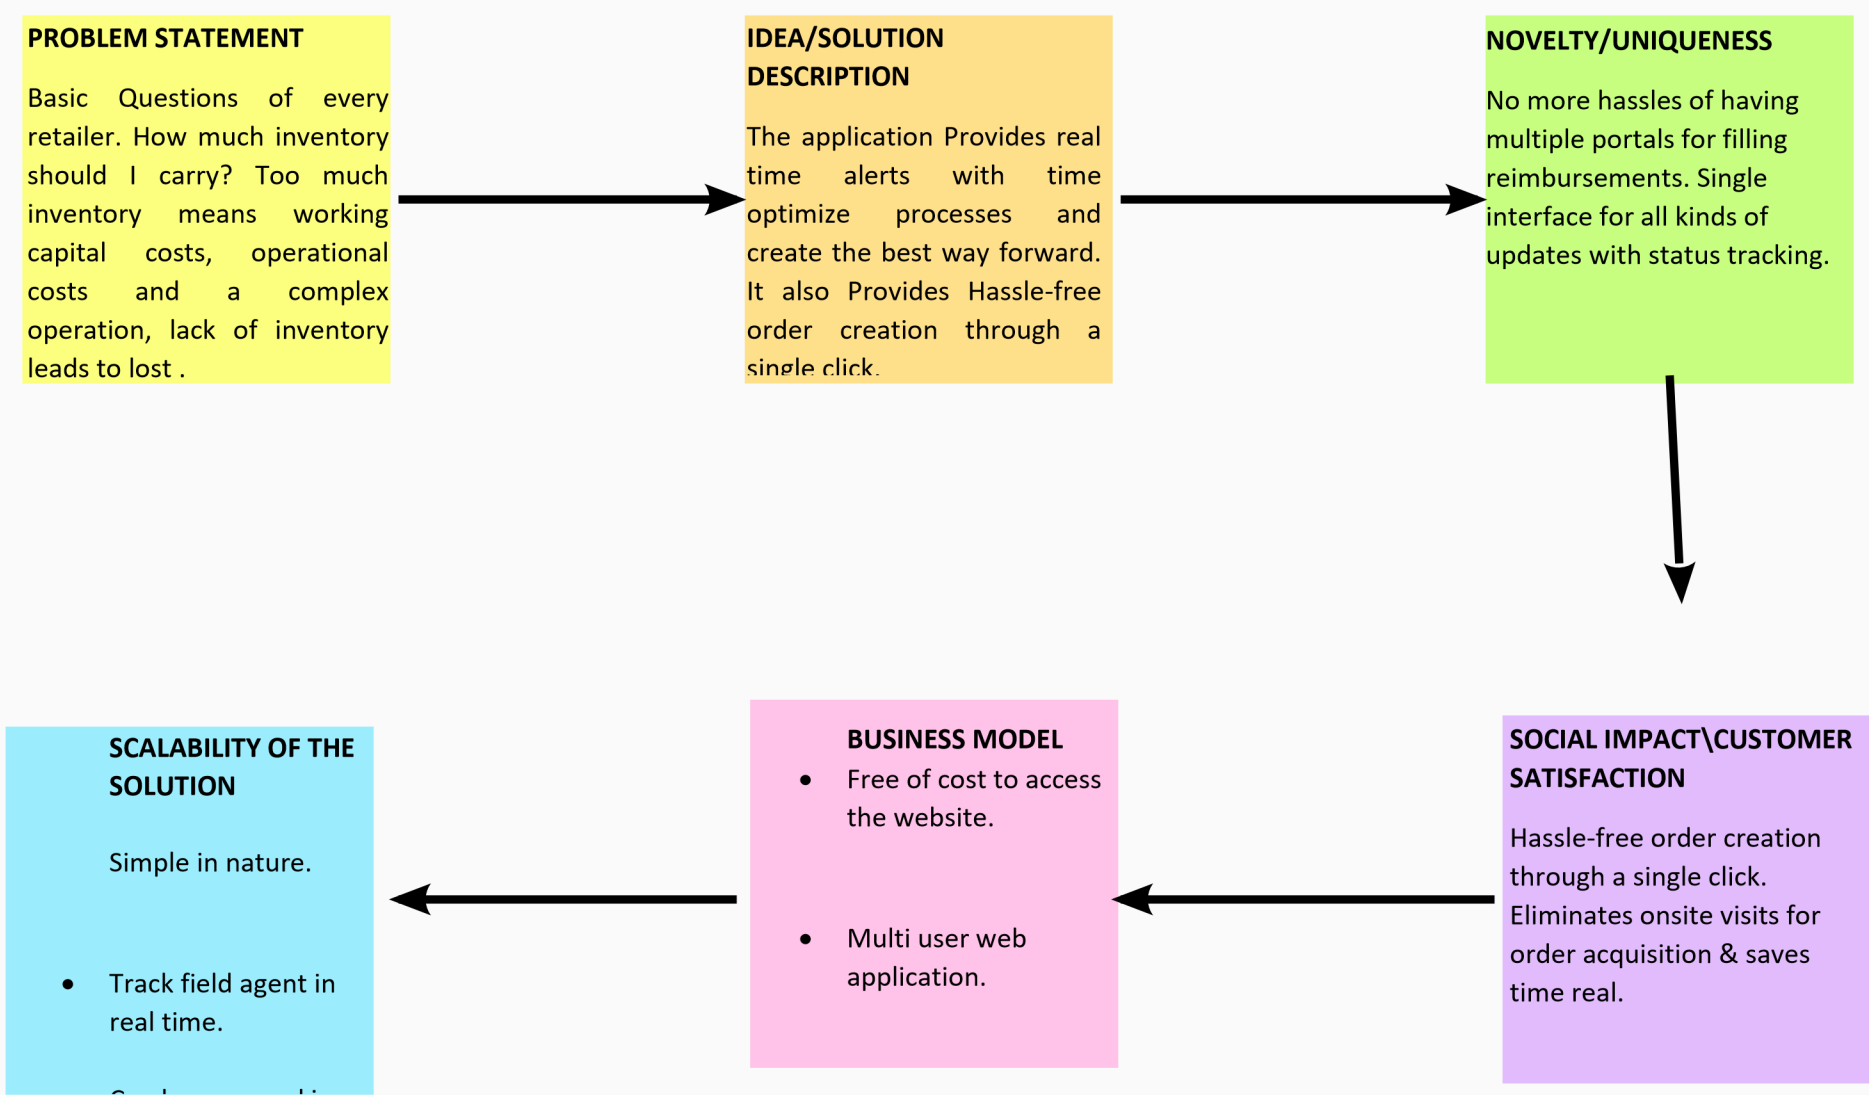 PROBLEM STATEMENT
Basic Questions of every
retailer. How much inventory
should I carry? Too much
inventory means working
capital costs, operational
costs and a complex
operation, lack of inventory
leads to lost .
IDEA/SOLUTION
DESCRIPTION
The application Provides real
time alerts with time
optimize processes and
create the best way forward.
It also Provides Hassle-free
order creation through a
single click.
NOVELTY/UNIQUENESS
No more hassles of having
multiple portals for filling
reimbursements. Single
interface for all kinds of
updates with status tracking.
SOCIAL IMPACT\CUSTOMER
SATISFACTION
Hassle-free order creation
through a single click.
Eliminates onsite visits for
order acquisition & saves
time real.
BUSINESS MODEL
• Free of cost to access
the website.
• Multi user web
application.
SCALABILITY OF THE
SOLUTION
Simple in nature.
• Track field agent in
real time.